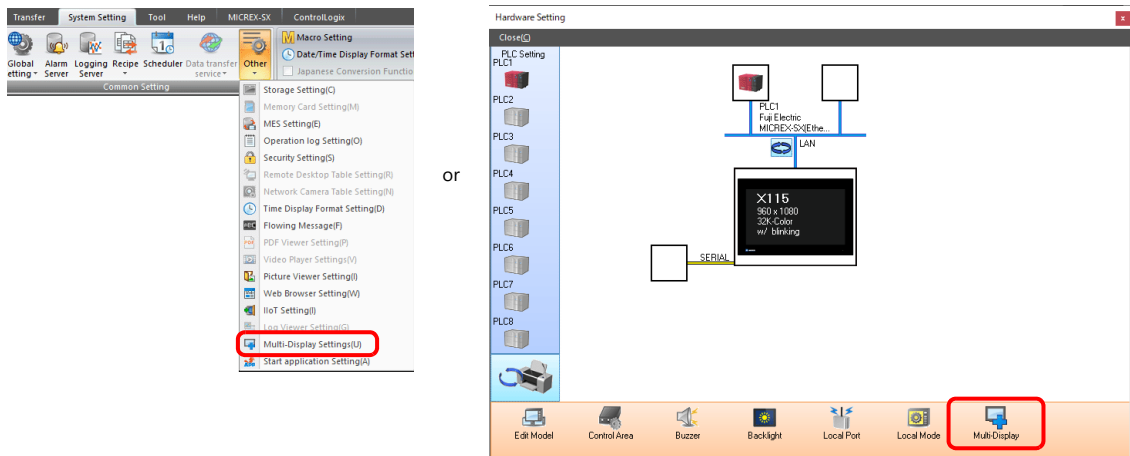 Transfer System Setting Tool Help MICREX-SX ControlLogix
Global
etting
Alarm
Server
Logging
Server
Recipe
Scheduler
Data transfer
service
Other
Macro Setting
Date/Time Display Format Sett
Japanese Conversion Functio
Common Setting
Storage Setting(C)
Memory Card Setting(M)
MES Setting(E)
Operation log Setting(O)
Security Setting(S)
Remote Desktop Table Setting(R)
Network Camera Table Setting(N)
Time Display Format Setting(D)
Flowing Message(F)
PDF Viewer Setting(P)
Video Player Settings(V)
Picture Viewer Setting(I)
Web Browser Setting(W)
IIoT Setting(I)
Log Viewer Setting(G)
Multi-Display Settings(U)
Start application Setting(A)
or
Hardware Setting
Close(C)
PLC Setting
PLC1
PLC2
PLC3
PLC4
PLC5
PLC6
PLC7
PLC8
PLC1
Fuji Electric
MICREX-SX(Ethe...
LAN
X115
960 x 1080
32K-Color
w/ blinking
SERIAL
Edit Model Control Area Buzzer Backlight Local Port Local Mode Multi-Display